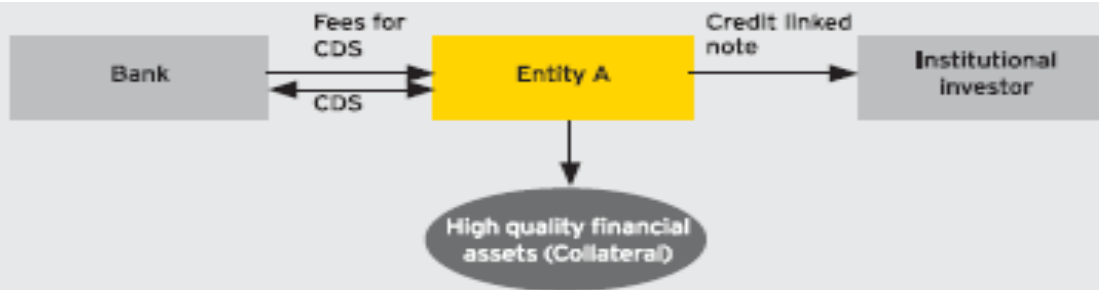 Fees for
CDS
Bank
CDS
Entity A
Credit linked
note
Institutional
investor
High quality financial
assets (Collateral)